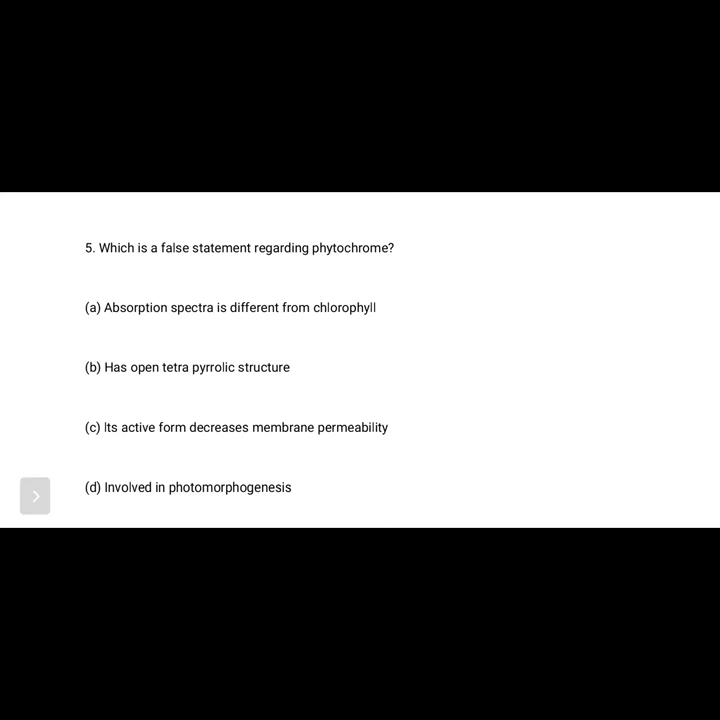 5. Which is a false statement regarding phytochrome?
(a) Absorption spectra is different from chlorophyll
(b) Has open tetra pyrrolic structure
(c) Its active form decreases membrane permeability
(d) Involved in photomorphogenesis